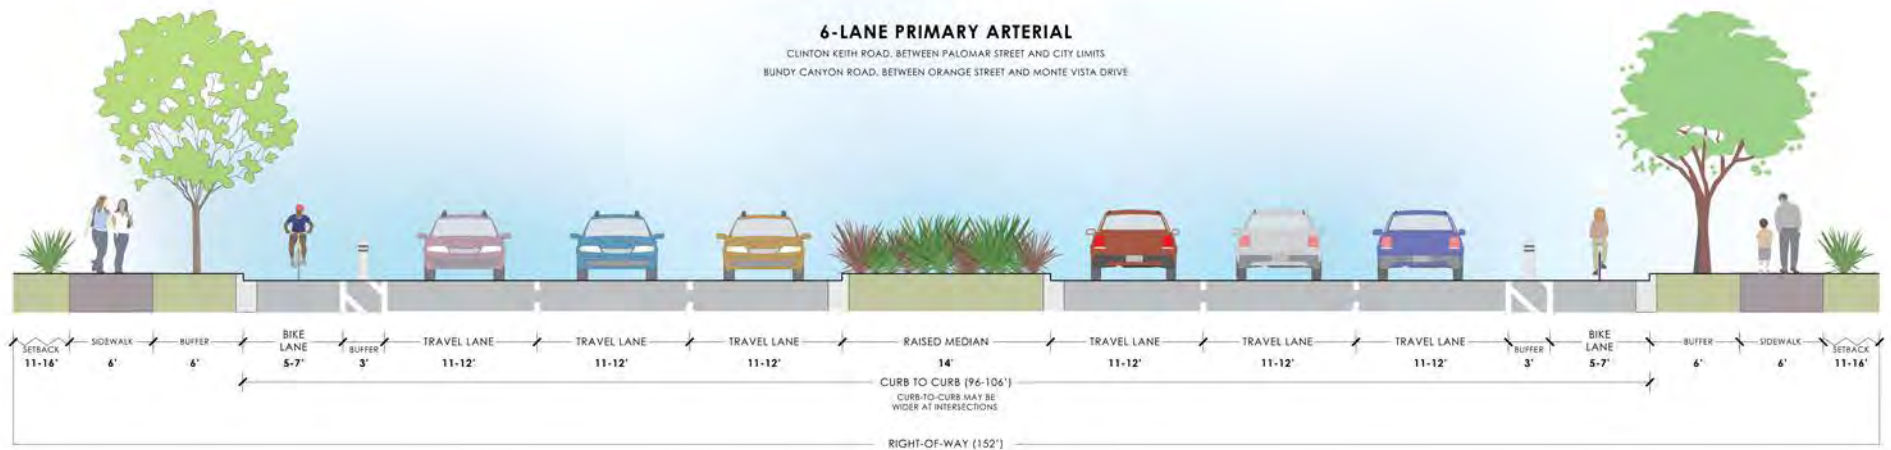 6-LANE PRIMARY ARTERIAL
CLINTON KEITH ROAD, BETWEEN PALOMAR STREET AND CITY LIMITS
BUNDY CANYON ROAD, BETWEEN ORANGE STREET AND MONTE VISTA DRIVE
SETBACK
11-16'
SIDEWALK
6'
BUFFER
6'
BIKE
LANE
5-7'
BUFFER
3'
TRAVEL LANE
11-12'
TRAVEL LANE
11-12'
TRAVEL LANE
11-12'
RAISED MEDIAN
14'
TRAVEL LANE
11-12'
TRAVEL LANE
11-12'
TRAVEL LANE
11-12'
BUFFER
3'
BIKE
LANE
5-7'
BUFFER
6'
SIDEWALK
6'
SETBACK
11-16'
CURB TO CURB (96-106')
CURB-TO-CURB MAY BE
WIDER AT INTERSECTIONS
RIGHT-OF-WAY (152')